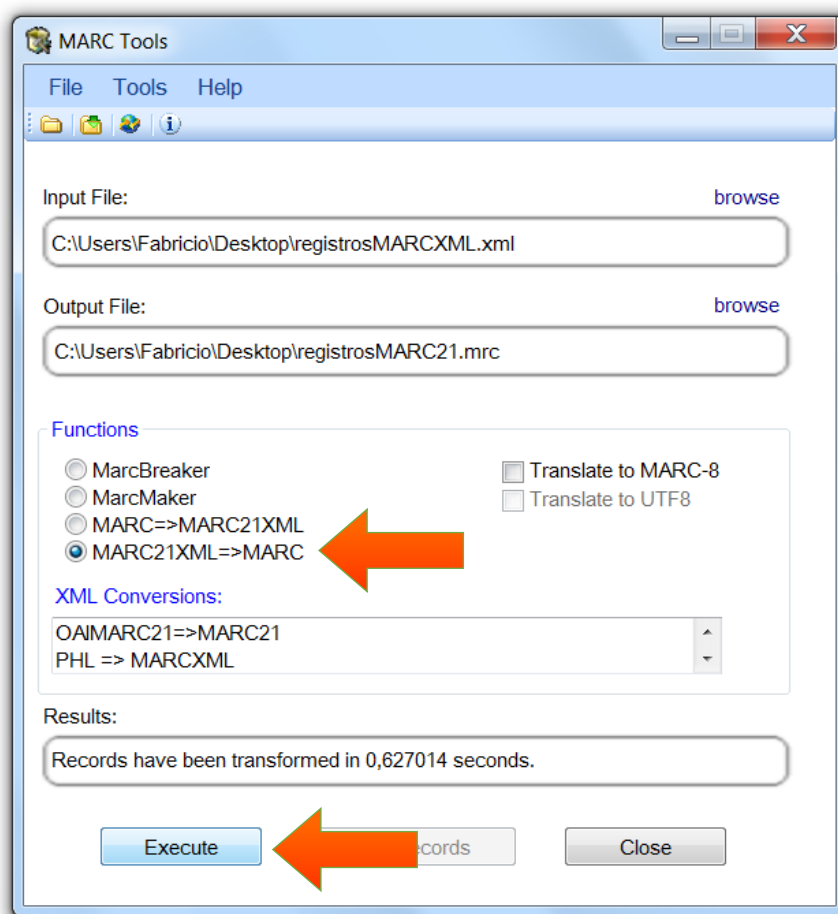 MARC Tools
File Tools Help
Input File: browse
C:\Users\Fabricio\Desktop\registrosMARCXML.xml
Output File: browse
C:\Users\Fabricio\Desktop\registrosMARC21.mrc
Functions
MarcBreaker Translate to MARC-8
MarcMaker Translate to UTF8
MARC=>MARC21XML
MARC21XML=>MARC
XML Conversions:
OAIMARC21=>MARC21
PHL => MARCXML
Results:
Records have been transformed in 0,627014 seconds.
Execute Close